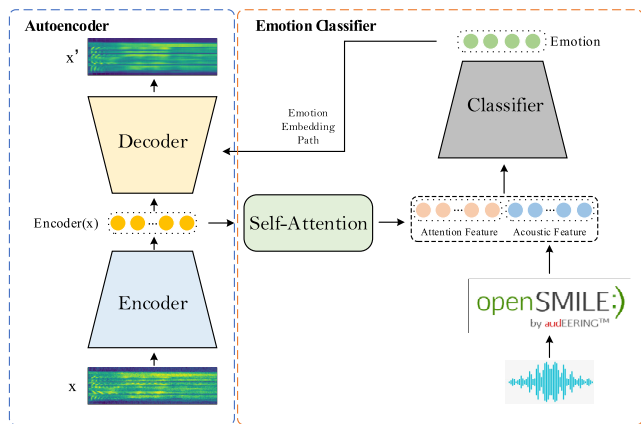 Autoencoder
Emotion Classifier
x'
Emotion
Decoder
Emotion
Embedding
Path
Classifier
Encoder(x)
Self-Attention
Attention Feature
Acoustic Feature
Encoder
openSMILE:)
by audEERING™
x